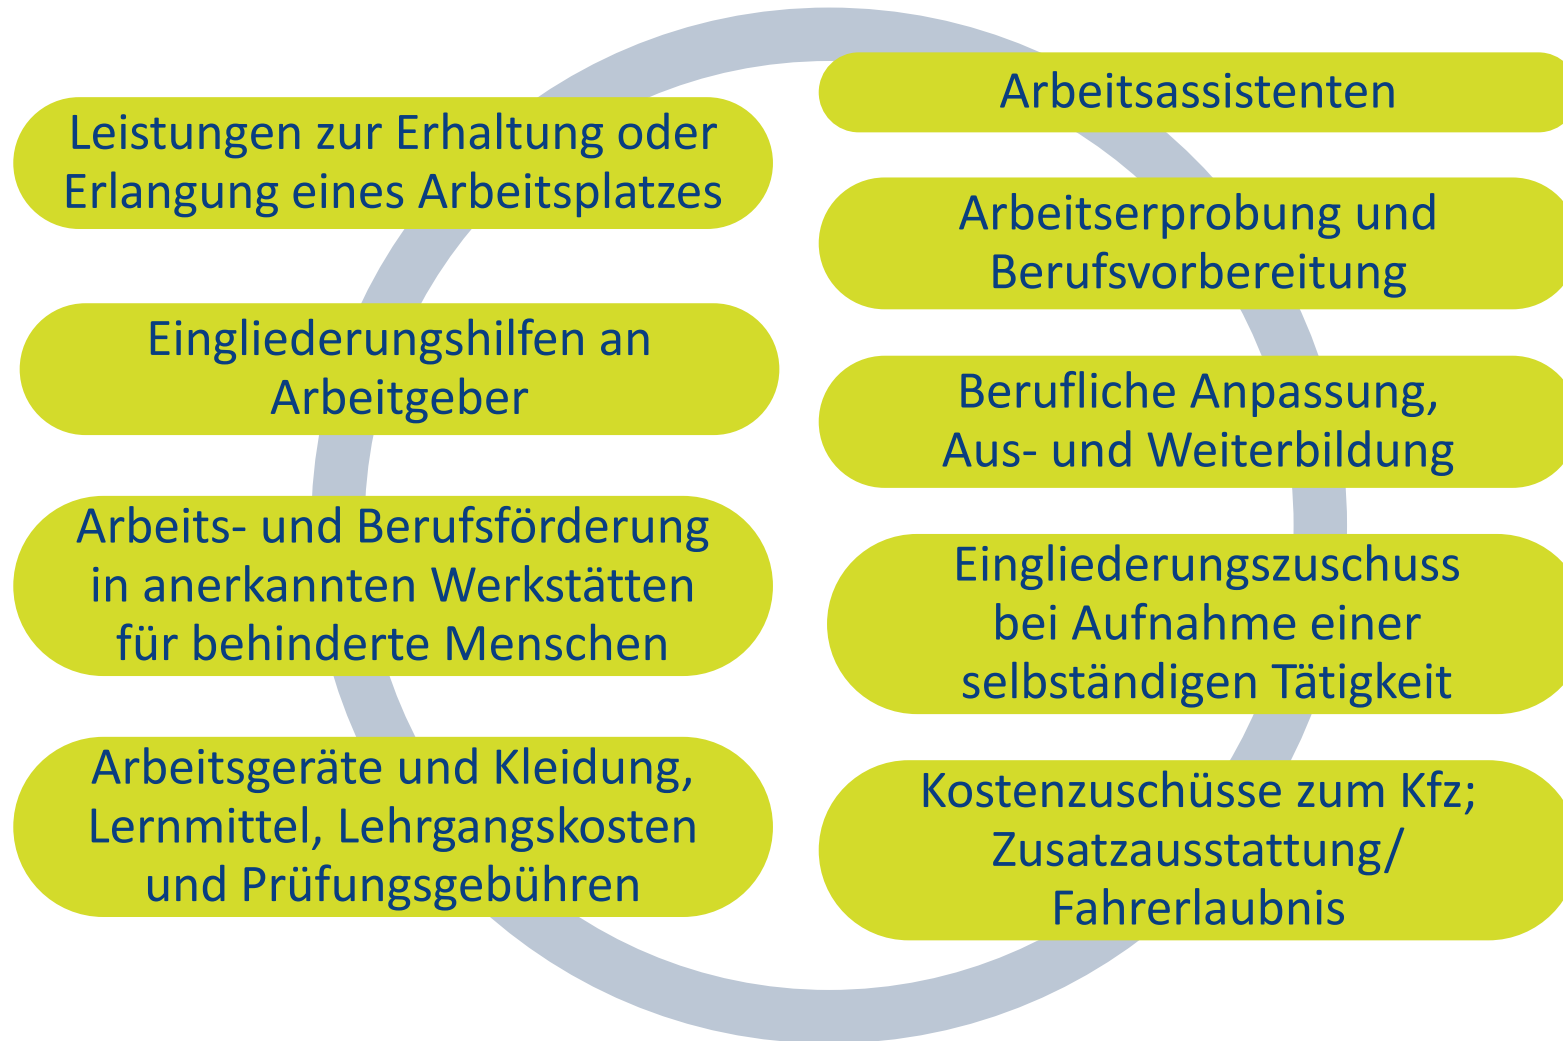 Leistungen zur Erhaltung oder
Erlangung eines Arbeitsplatzes
Eingliederungshilfen an
Arbeitgeber
Arbeits- und Berufsförderung
in anerkannten Werkstätten
für behinderte Menschen
Arbeitsgeräte und Kleidung,
Lernmittel, Lehrgangskosten
und Prüfungsgebühren
Arbeitsassistenten
Arbeitserprobung und
Berufsvorbereitung
Berufliche Anpassung,
Aus- und Weiterbildung
Eingliederungszuschuss
bei Aufnahme einer
selbständigen Tätigkeit
Kostenzuschüsse zum Kfz;
Zusatzausstattung/
Fahrerlaubnis